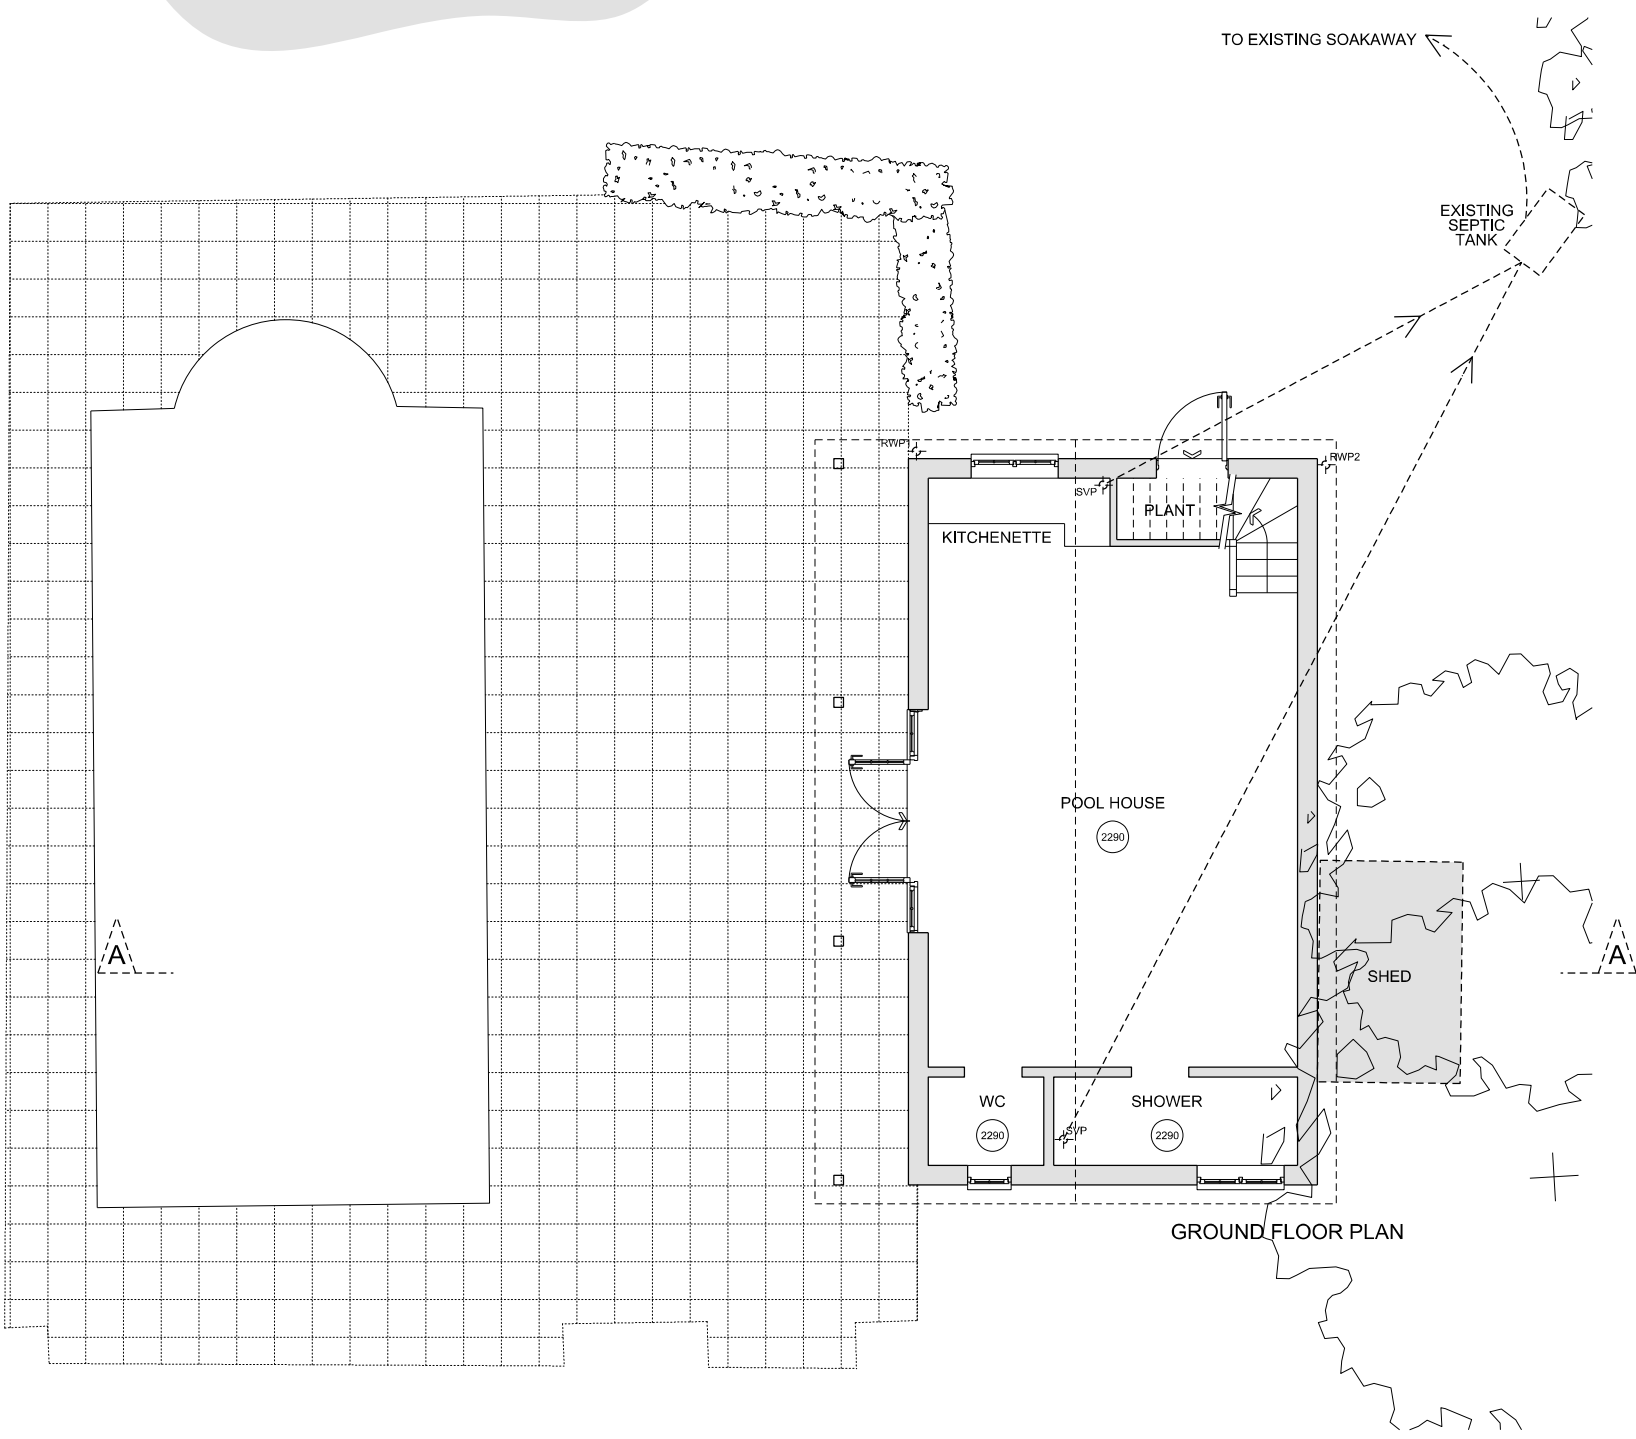 TO EXISTING SOAKAWAY
EXISTING
SEPTIC
TANK
RWP1
RWP2
SVP
PLANT
KITCHENETTE
POOL HOUSE
2290
A
A
SHED
WC
SHOWER
SVP
2290
2290
GROUND FLOOR PLAN